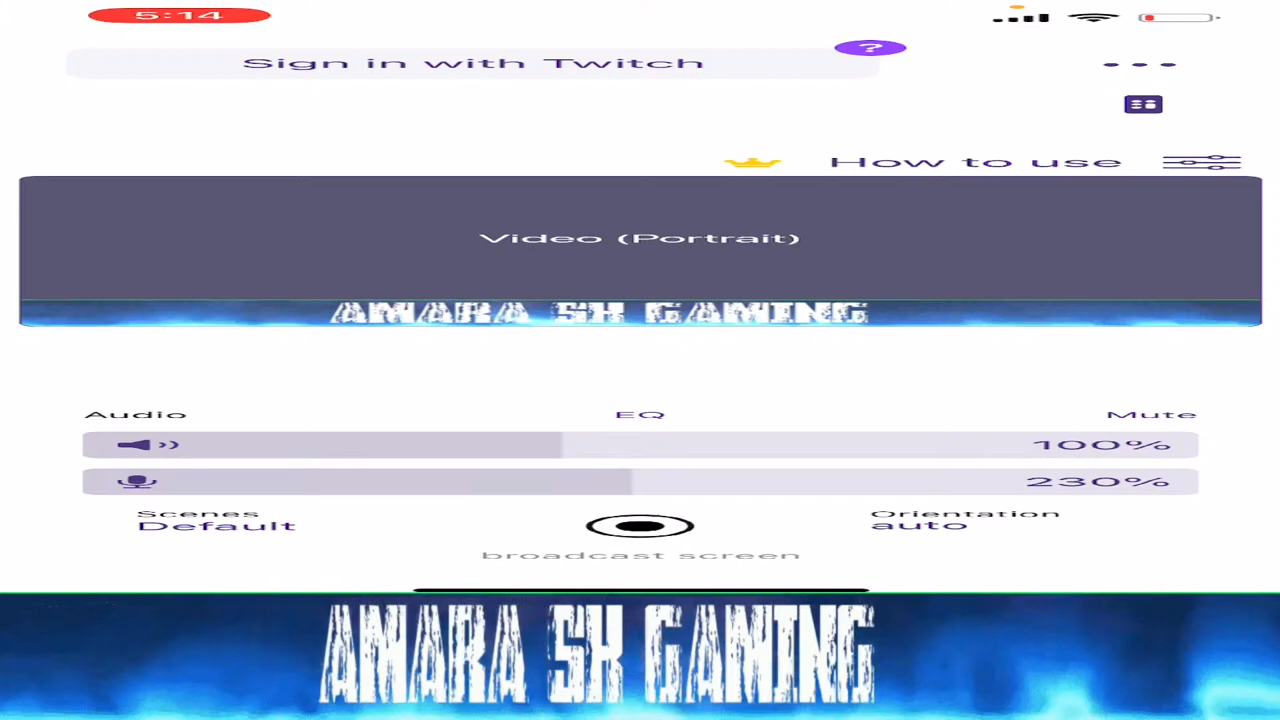 5:14
Sign in with Twitch
?
How to use
Video (Portrait)
AMARA SK GAMING
Audio EQ Mute
100%
230%
Scenes
Default
Orientation
auto
broadcast screen
AMARA SK GAMING